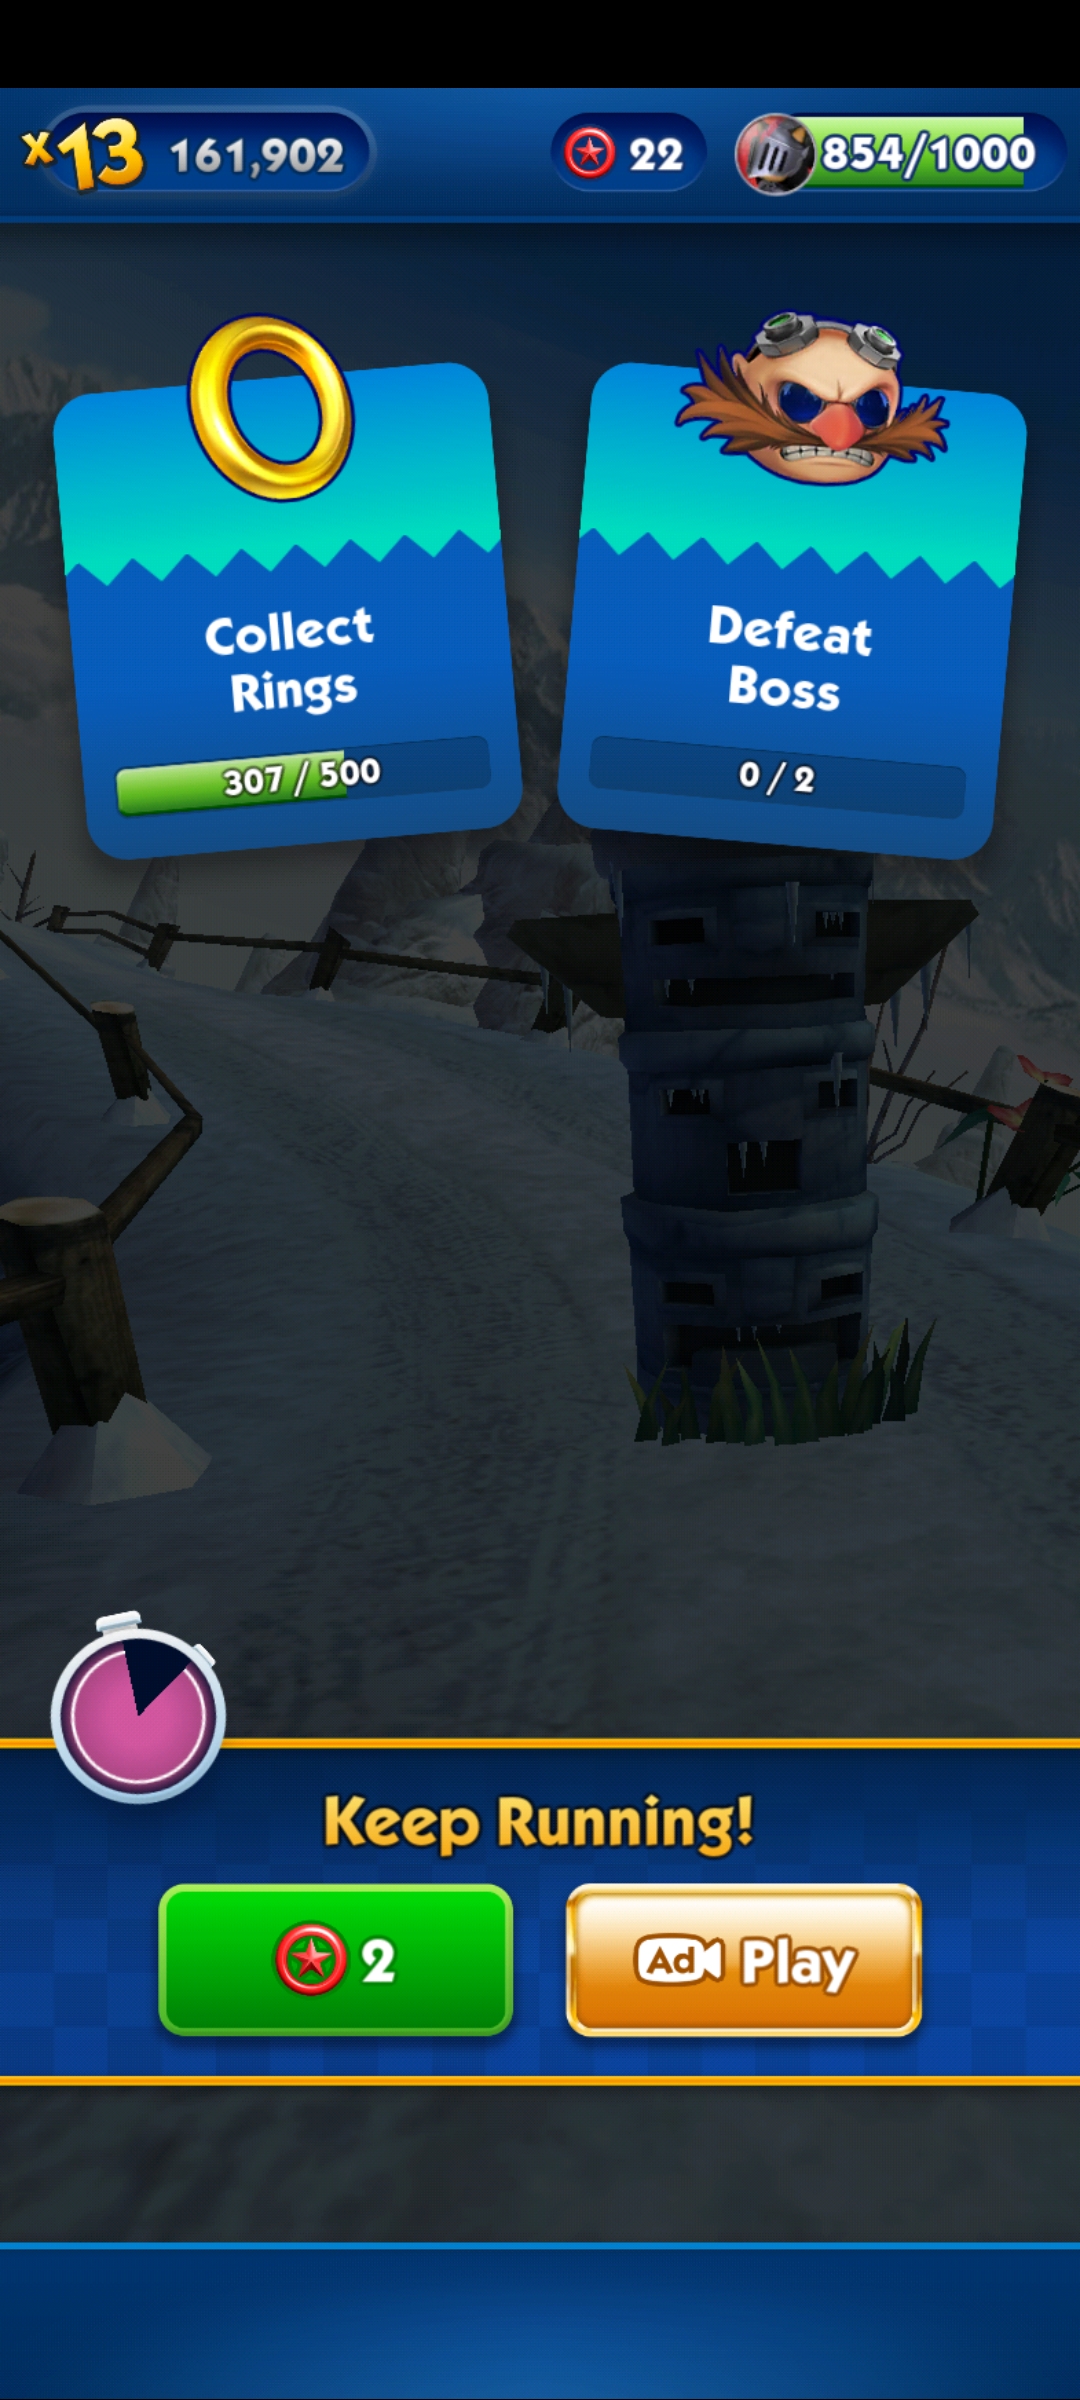 x13 161,902 22 854/1000
Collect
Rings
307 / 500
Defeat
Boss
0 / 2
Keep Running!
2
Ad Play